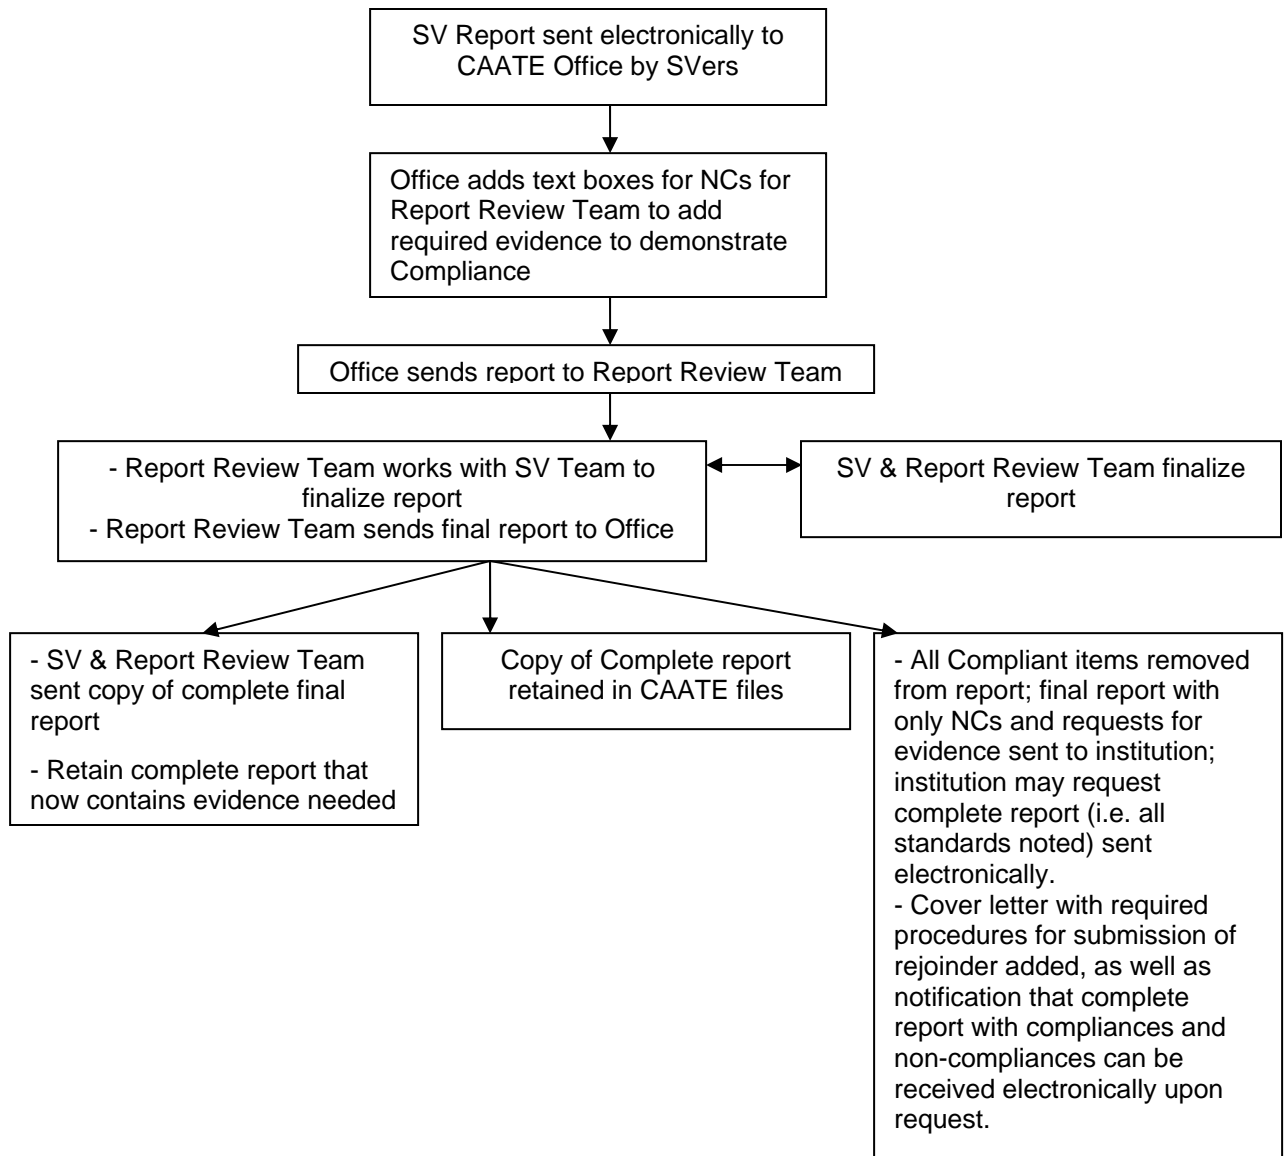 SV Report sent electronically to
CAATE Office by SVers
Office adds text boxes for NCs for
Report Review Team to add
required evidence to demonstrate
Compliance
Office sends report to Report Review Team
- Report Review Team works with SV Team to
finalize report
- Report Review Team sends final report to Office
SV & Report Review Team finalize
report
- SV & Report Review Team
sent copy of complete final
report
- Retain complete report that
now contains evidence needed
Copy of Complete report
retained in CAATE files
- All Compliant items removed
from report; final report with
only NCs and requests for
evidence sent to institution;
institution may request
complete report (i.e. all
standards noted) sent
electronically.
- Cover letter with required
procedures for submission of
rejoinder added, as well as
notification that complete
report with compliances and
non-compliances can be
received electronically upon
request.